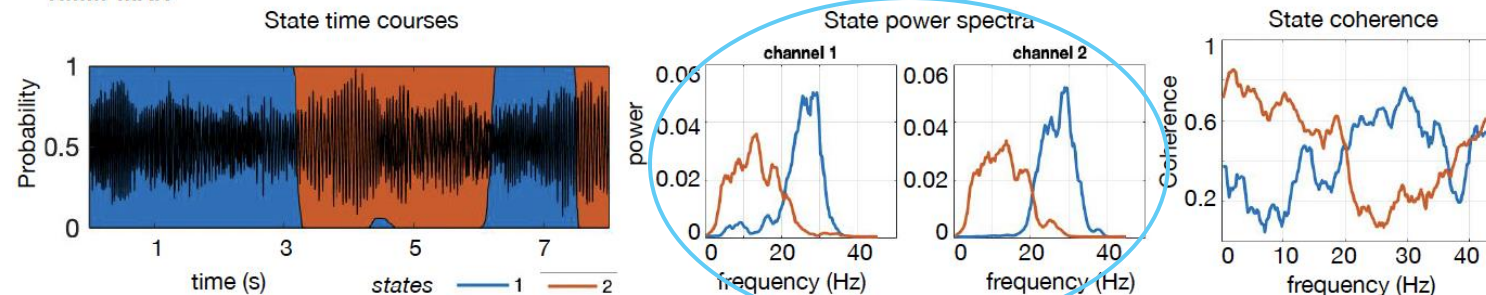 State time courses
Probability
1
0.5
0
1 3 5 7
time (s)
states 1 2
State power spectra
channel 1
power
0.06
0.04
0.02
0
0 20 40
frequency (Hz)
channel 2
0.06
0.04
0.02
0
0 20 40
frequency (Hz)
State coherence
Coherence
1
0.6
0.2
0 10 20 30 40
frequency (Hz)